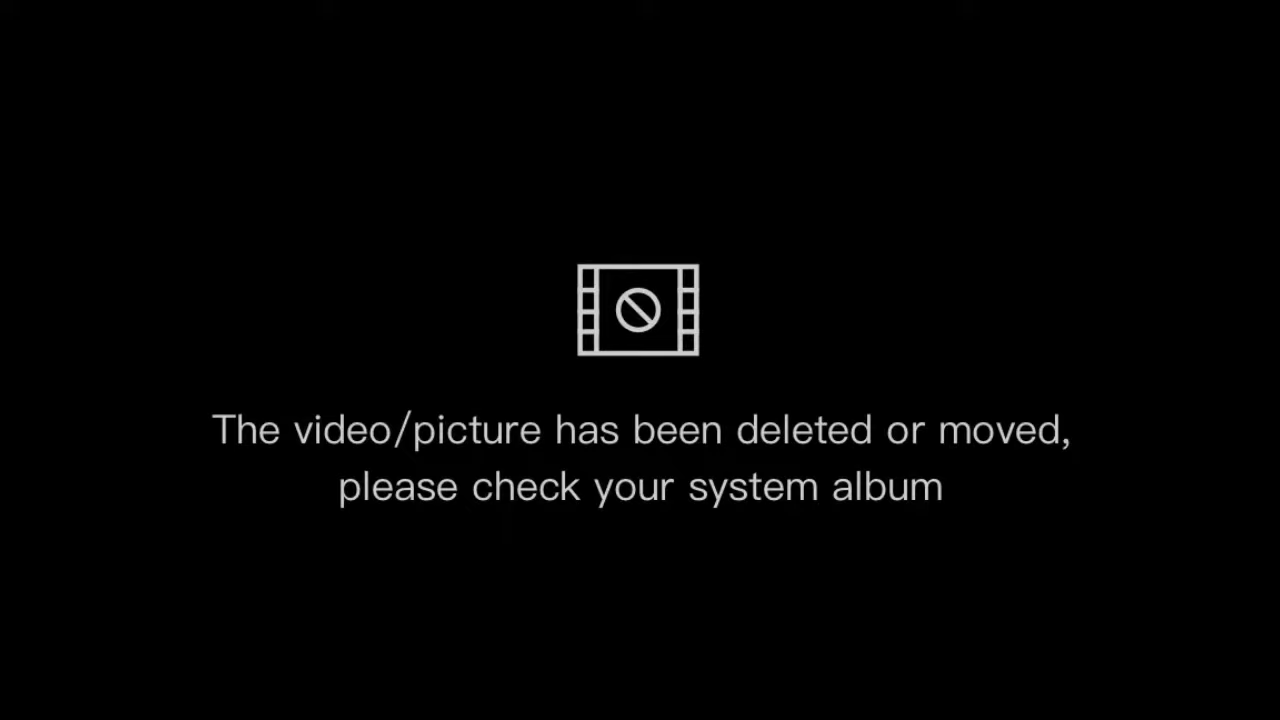 The video/picture has been deleted or moved,
please check your system album